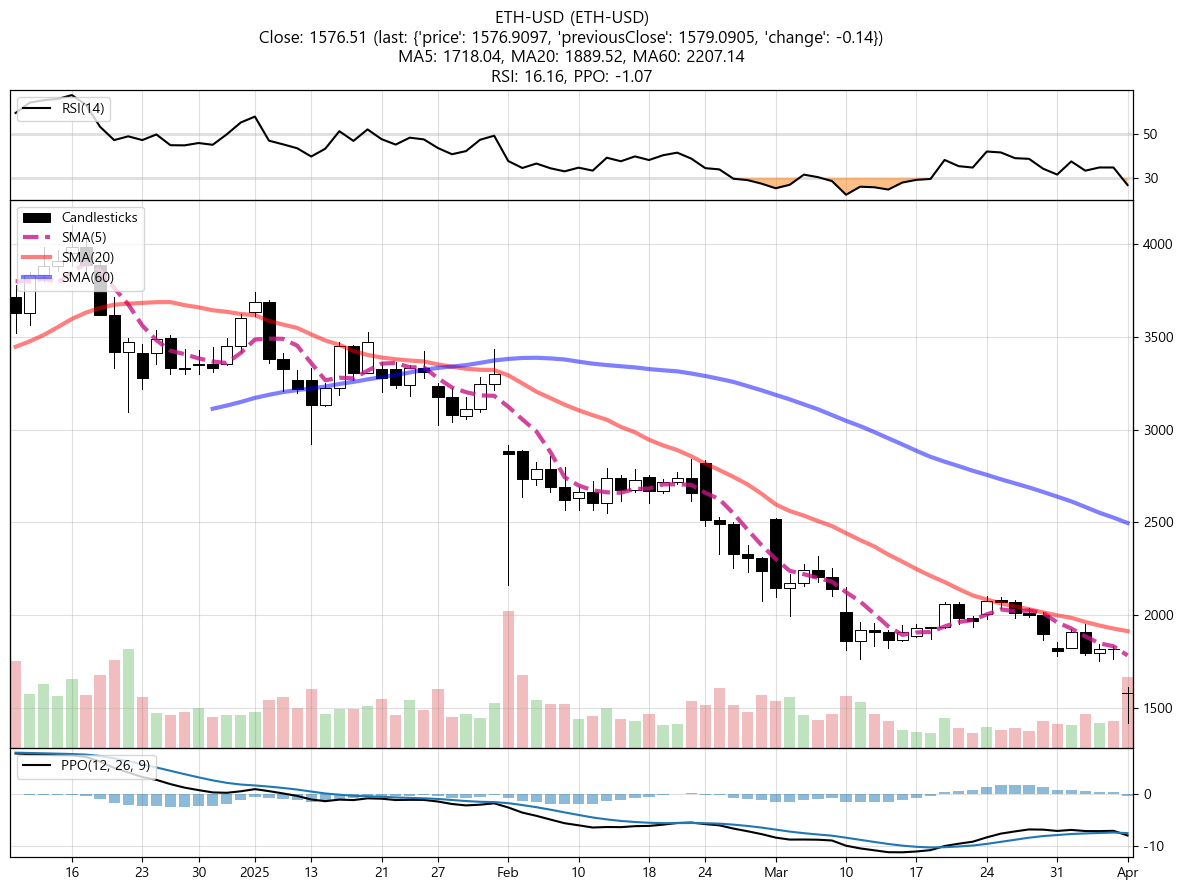 ETH-USD (ETH-USD)
Close: 1576.51 (last: {'price': 1576.9097, 'previousClose': 1579.0905, 'change': -0.14})
MA5: 1718.04, MA20: 1889.52, MA60: 2207.14
RSI: 16.16, PPO: -1.07
RSI(14)
50
30
Candlesticks
SMA(5)
SMA(20)
SMA(60)
4000
3500
3000
2500
2000
1500
PPO(12, 26, 9)
0
-10
16 23 30 2025 13 21 27 Feb 10 18 24 Mar 10 17 24 31 Apr